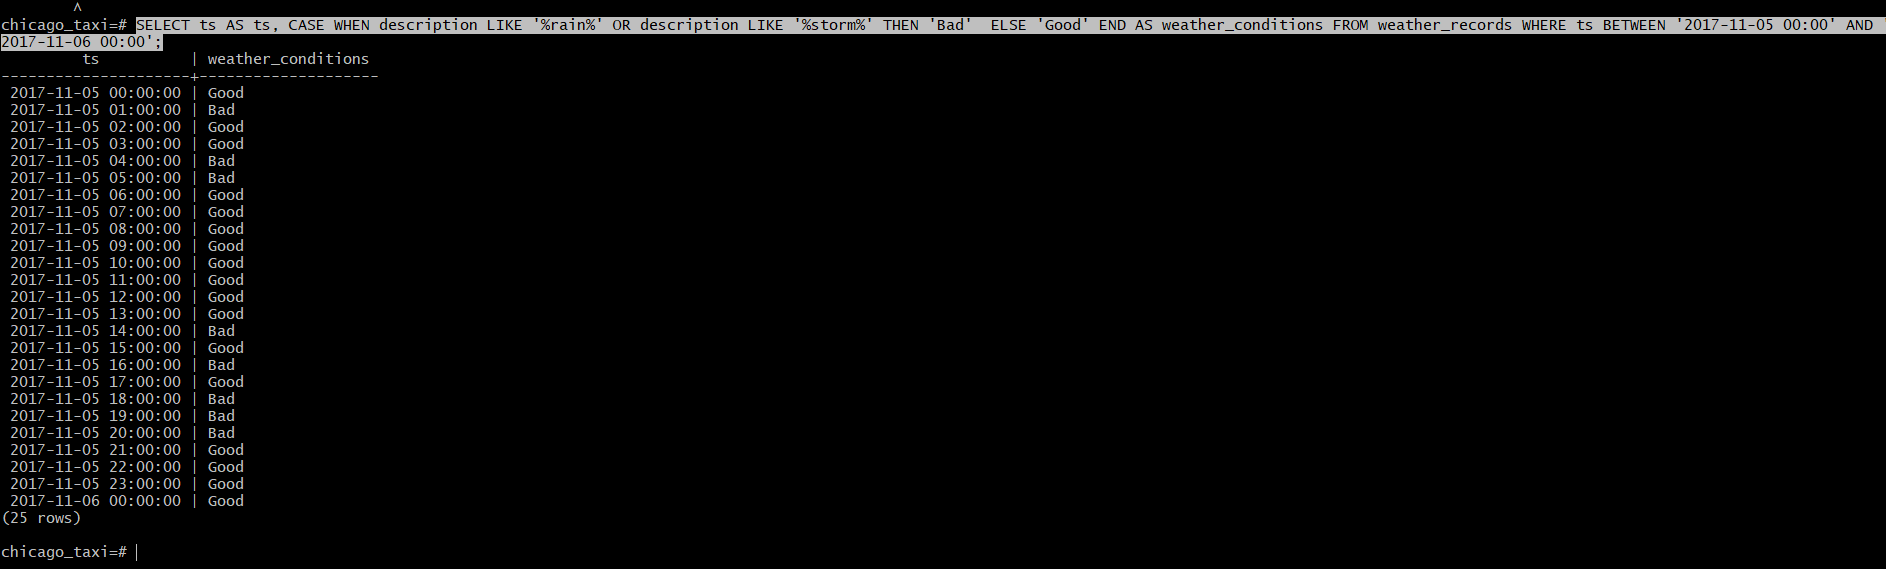 ^
chicago_taxi=# SELECT ts AS ts, CASE WHEN description LIKE '%rain%' OR description LIKE '%storm%' THEN 'Bad'  ELSE 'Good' END AS weather_conditions FROM weather_records WHERE ts BETWEEN '2017-11-05 00:00' AND '
2017-11-06 00:00';
         ts          | weather_conditions
---------------------+--------------------
 2017-11-05 00:00:00 | Good
 2017-11-05 01:00:00 | Bad
 2017-11-05 02:00:00 | Good
 2017-11-05 03:00:00 | Good
 2017-11-05 04:00:00 | Bad
 2017-11-05 05:00:00 | Bad
 2017-11-05 06:00:00 | Good
 2017-11-05 07:00:00 | Good
 2017-11-05 08:00:00 | Good
 2017-11-05 09:00:00 | Good
 2017-11-05 10:00:00 | Good
 2017-11-05 11:00:00 | Good
 2017-11-05 12:00:00 | Good
 2017-11-05 13:00:00 | Good
 2017-11-05 14:00:00 | Bad
 2017-11-05 15:00:00 | Good
 2017-11-05 16:00:00 | Bad
 2017-11-05 17:00:00 | Good
 2017-11-05 18:00:00 | Bad
 2017-11-05 19:00:00 | Bad
 2017-11-05 20:00:00 | Bad
 2017-11-05 21:00:00 | Good
 2017-11-05 22:00:00 | Good
 2017-11-05 23:00:00 | Good
 2017-11-06 00:00:00 | Good
(25 rows)
chicago_taxi=#